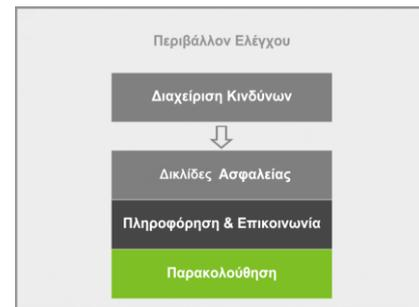 Περιβάλλον Ελέγχου
Διαχείριση Κινδύνων
Δικλίδες Ασφαλείας
Πληροφόρηση & Επικοινωνία
Παρακολούθηση